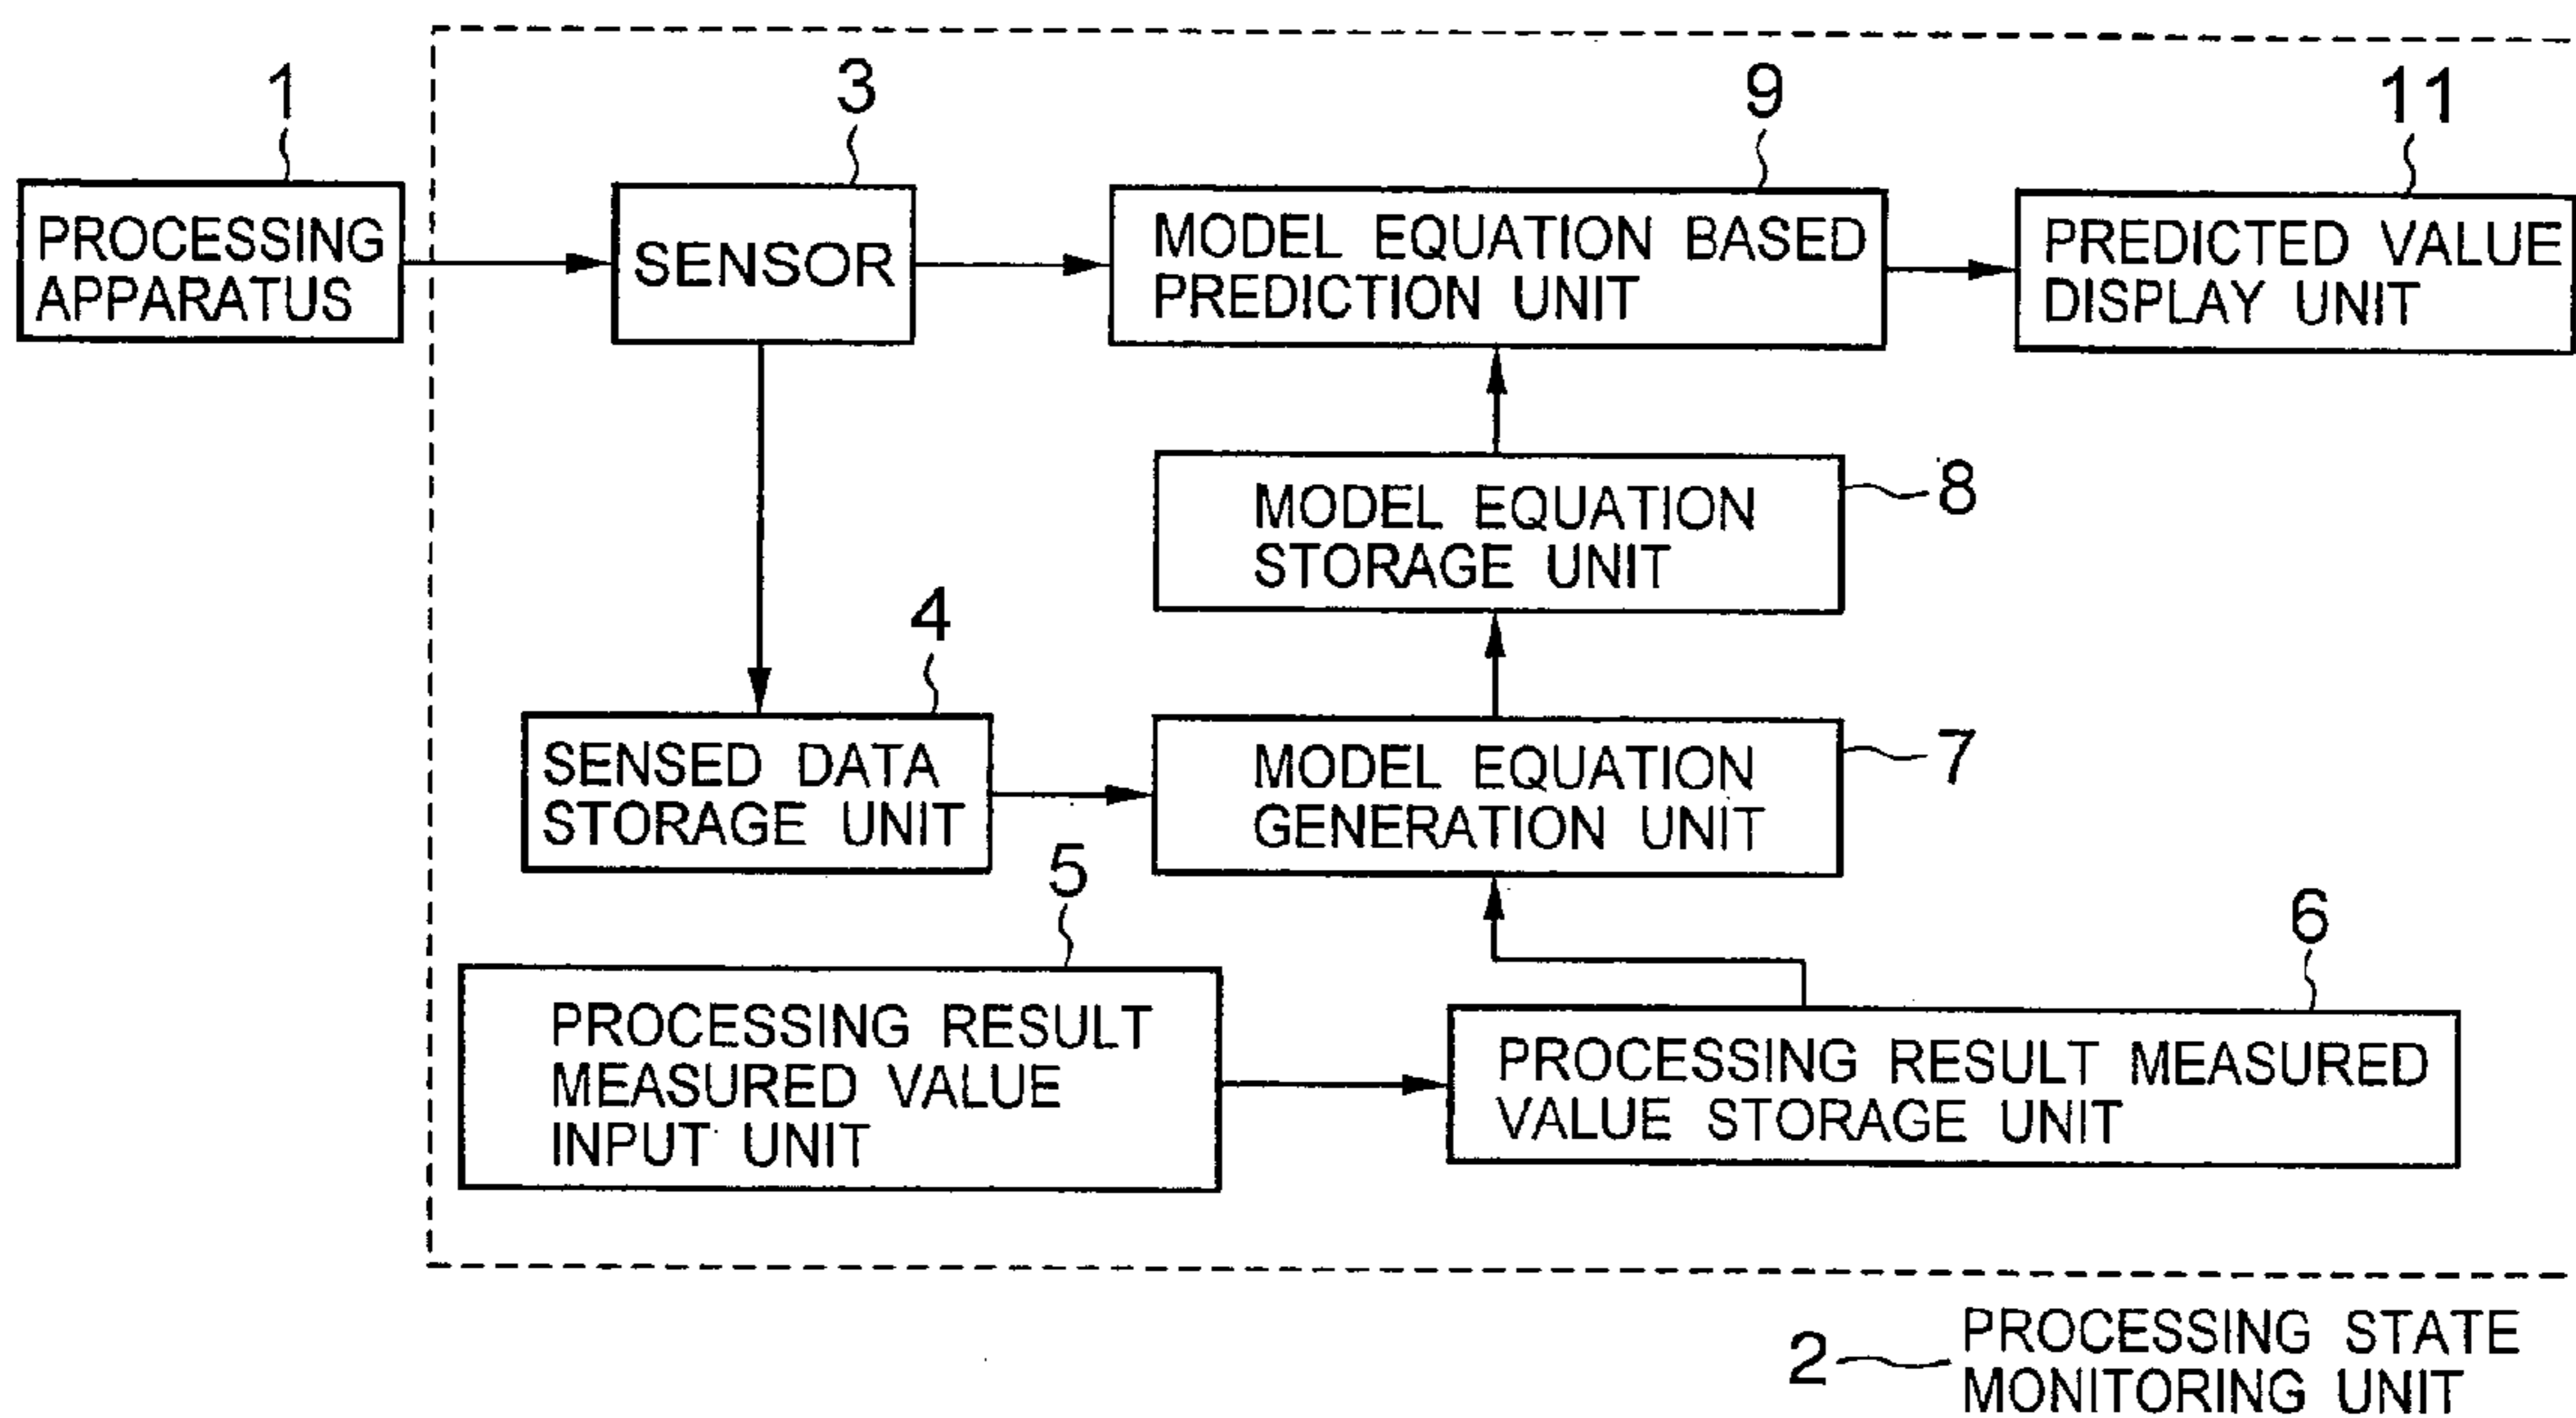 1
3
9
11
PROCESSING
APPARATUS
SENSOR
MODEL EQUATION BASED
PREDICTION UNIT
PREDICTED VALUE
DISPLAY UNIT
MODEL EQUATION
STORAGE UNIT
8
4
SENSED DATA
STORAGE UNIT
MODEL EQUATION
GENERATION UNIT
7
5
6
PROCESSING RESULT
MEASURED VALUE
INPUT UNIT
PROCESSING RESULT MEASURED
VALUE STORAGE UNIT
2
PROCESSING STATE
MONITORING UNIT